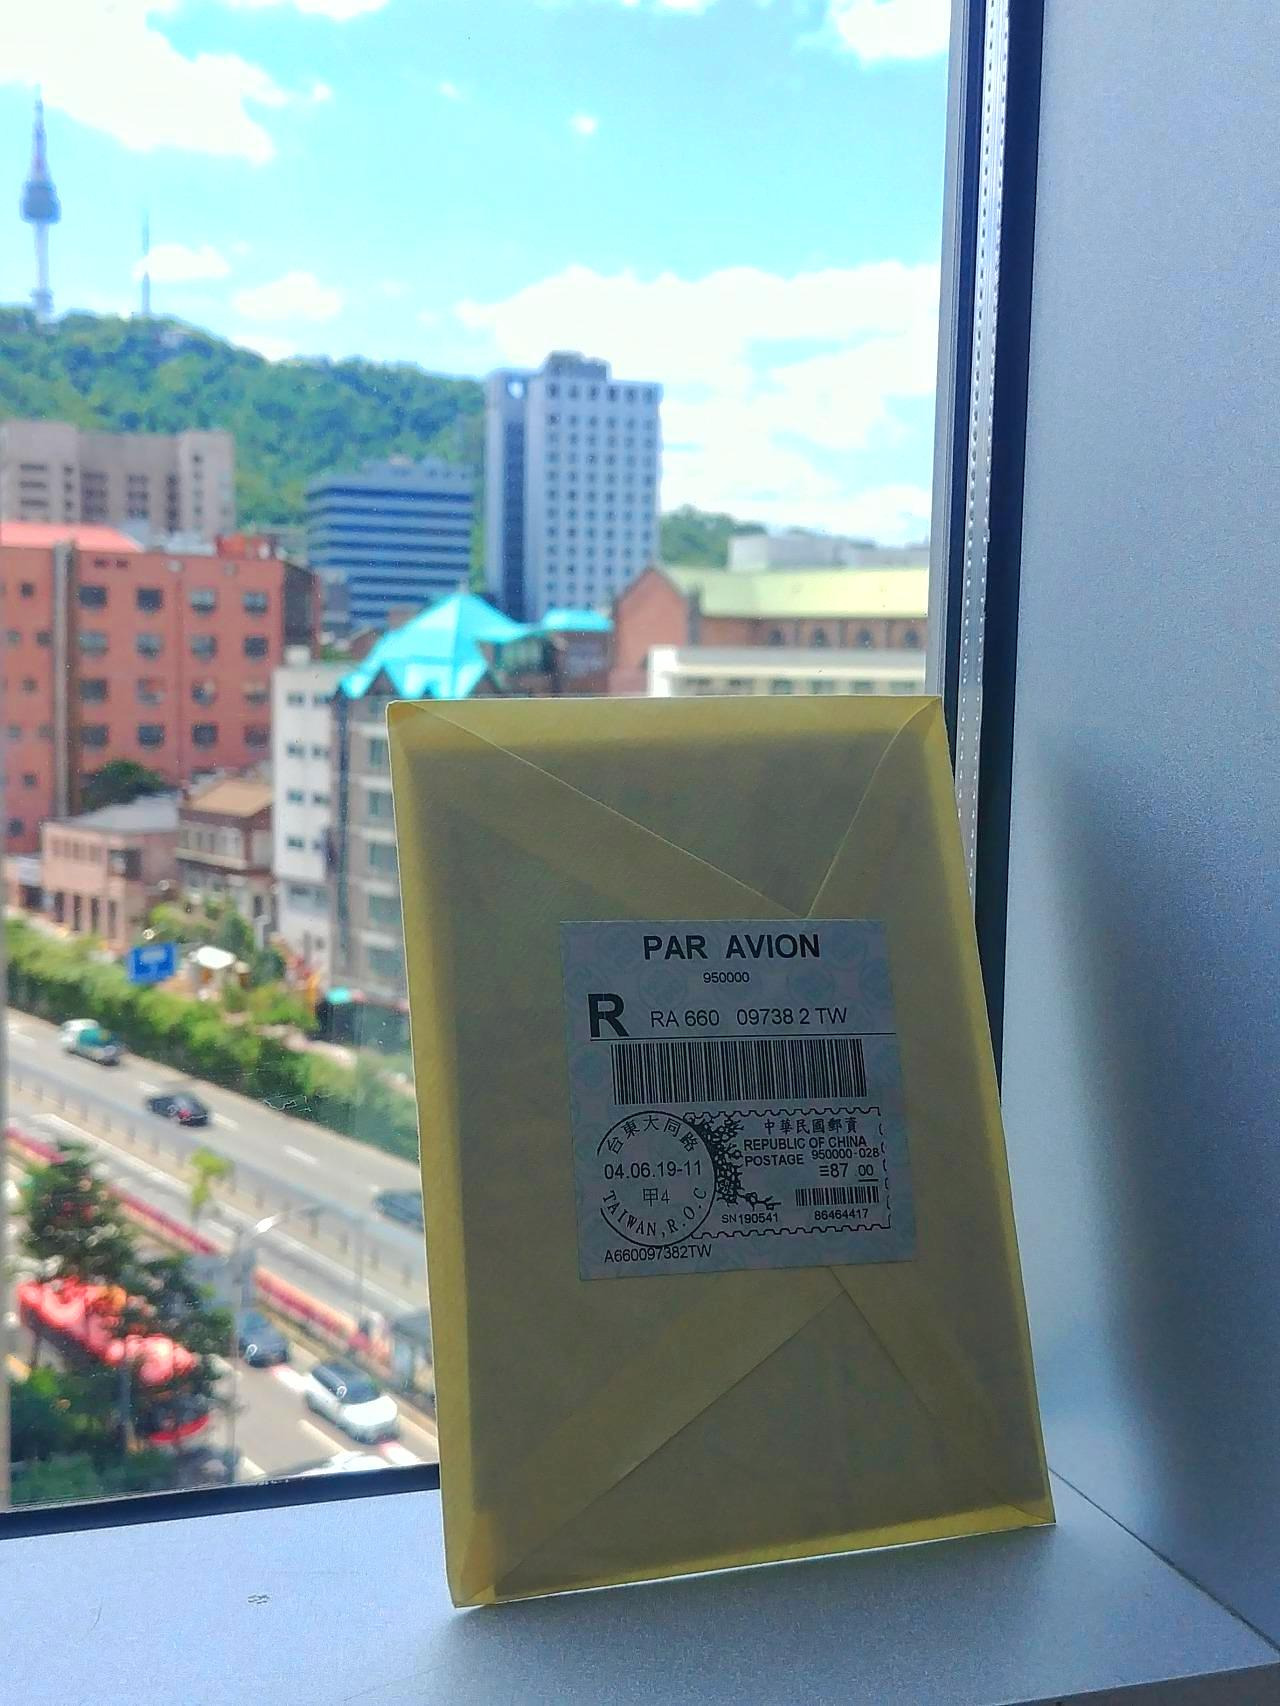 PAR AVION
950000
R RA 660 09738 2 TW
台東大同路
04.06.19-11
甲4
TAIWAN, R.O.C
中華民國郵資
REPUBLIC OF CHINA
POSTAGE 950000-028
≡87 .00
SN190541 86464417
A660097382TW